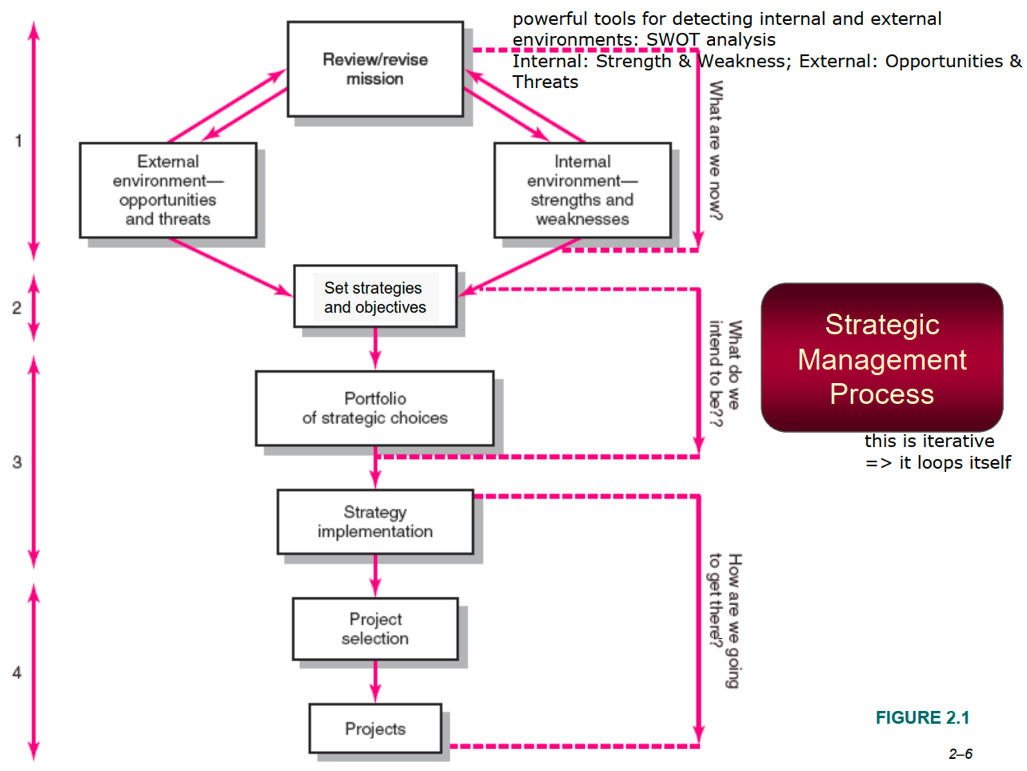 powerful tools for detecting internal and external
environments: SWOT analysis
Internal: Strength & Weakness; External: Opportunities &
Threats
Review/revise
mission
What are we now?
1
External
environment—
opportunities
and threats
Internal
environment—
strengths and
weaknesses
2
Set strategies
and objectives
What do we
intend to be??
Strategic
Management
Process
this is iterative
=> it loops itself
Portfolio
of strategic choices
3
Strategy
implementation
How are we going
to get there?
Project
selection
4
Projects
FIGURE 2.1
2–6